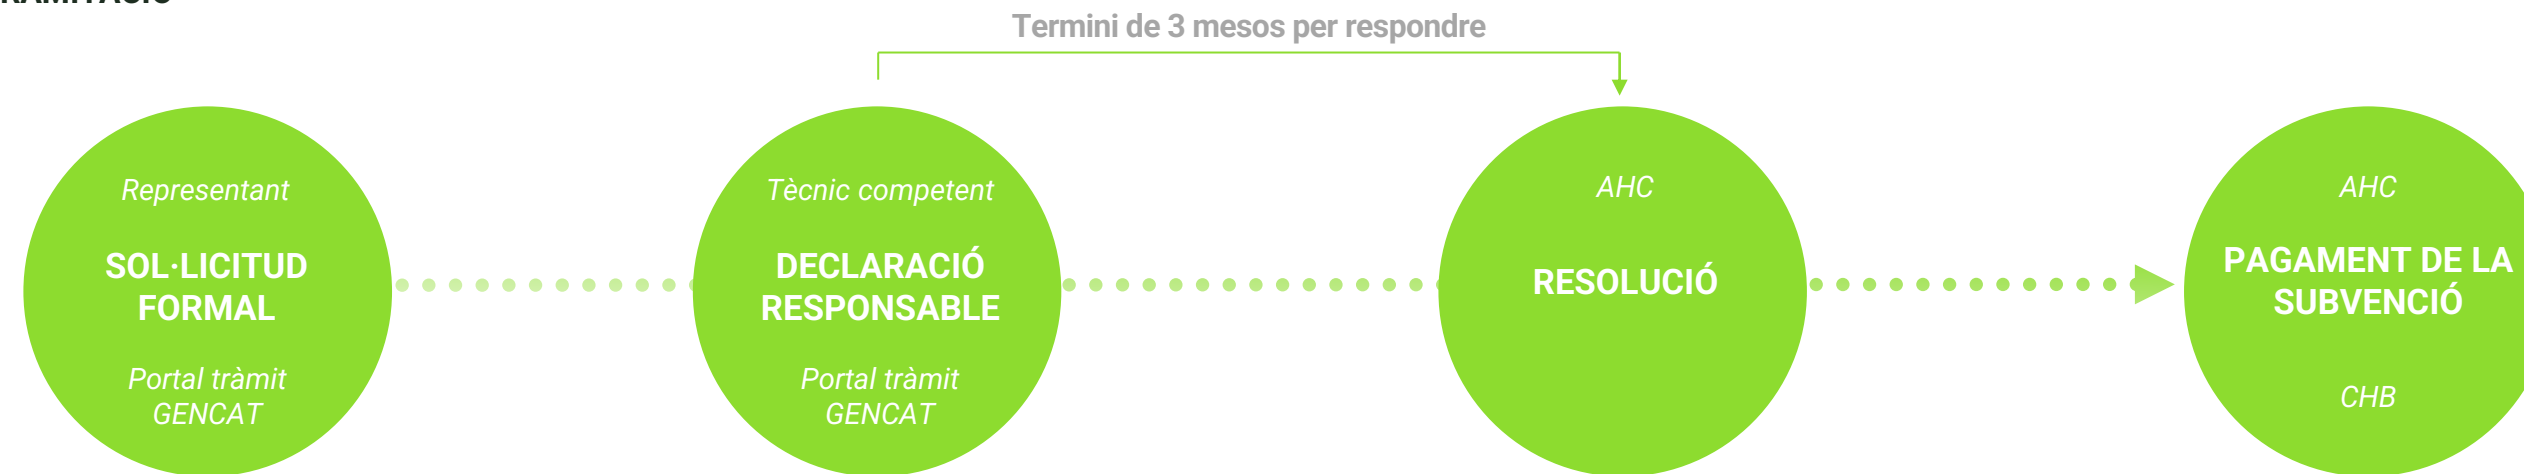 Termini de 3 mesos per respondre
Representant
SOL·LICITUD
FORMAL
Portal tràmit
GENCAT
Tècnic competent
DECLARACIÓ
RESPONSABLE
Portal tràmit
GENCAT
AHC
RESOLUCIÓ
AHC
PAGAMENT DE LA
SUBVENCIÓ
CHB